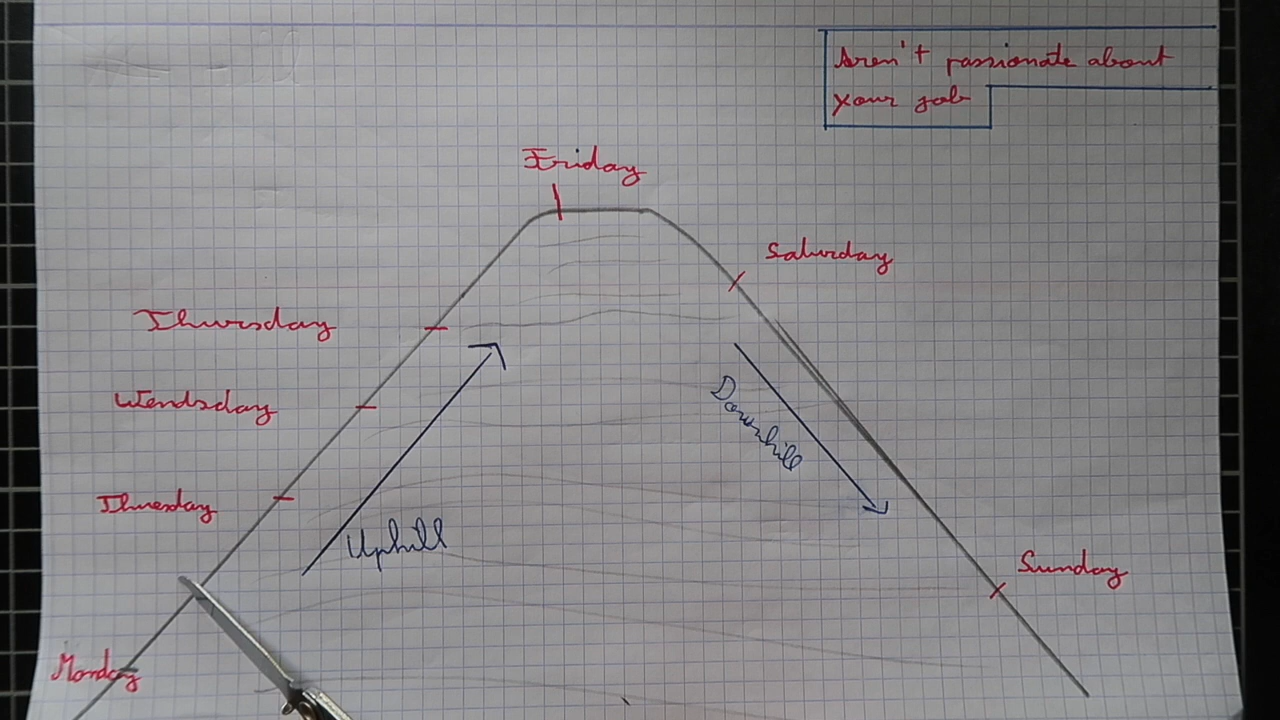 Aren't passionate about
your job
Friday
Saturday
Thursday
Wendsday
Downhill
Thuesday
Uphill
Sunday
Monday